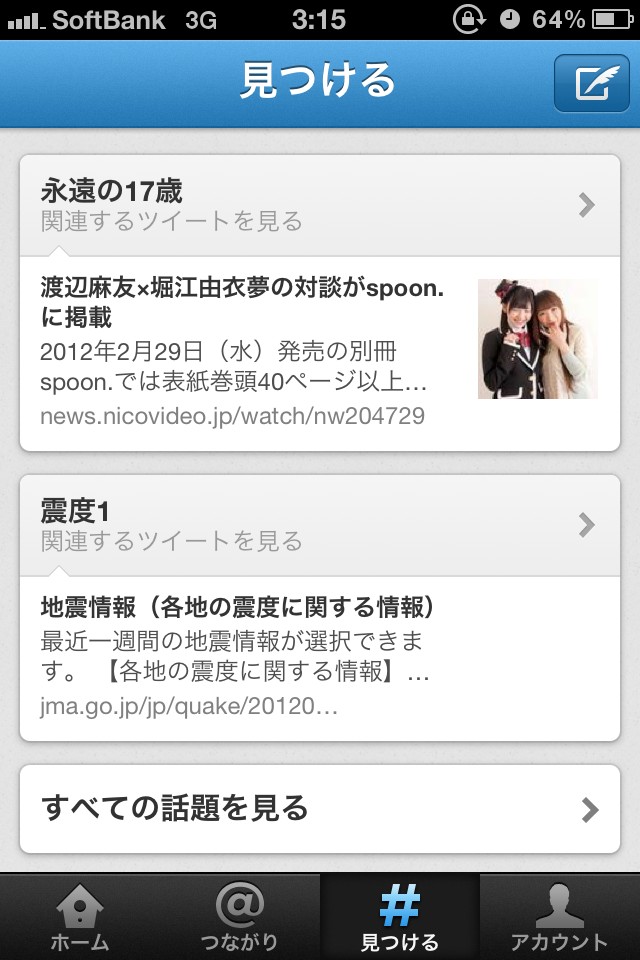 SoftBank 3G 3:15 64%
見つける
永遠の17歳
関連するツイートを見る
渡辺麻友×堀江由衣夢の対談がspoon.
に掲載
2012年2月29日（水）発売の別冊
spoon.では表紙巻頭40ページ以上…
news.nicovideo.jp/watch/nw204729
震度1
関連するツイートを見る
地震情報（各地の震度に関する情報）
最近一週間の地震情報が選択できま
す。 【各地の震度に関する情報】…
jma.go.jp/jp/quake/20120…
すべての話題を見る
@ #
ホーム つながり 見つける アカウント